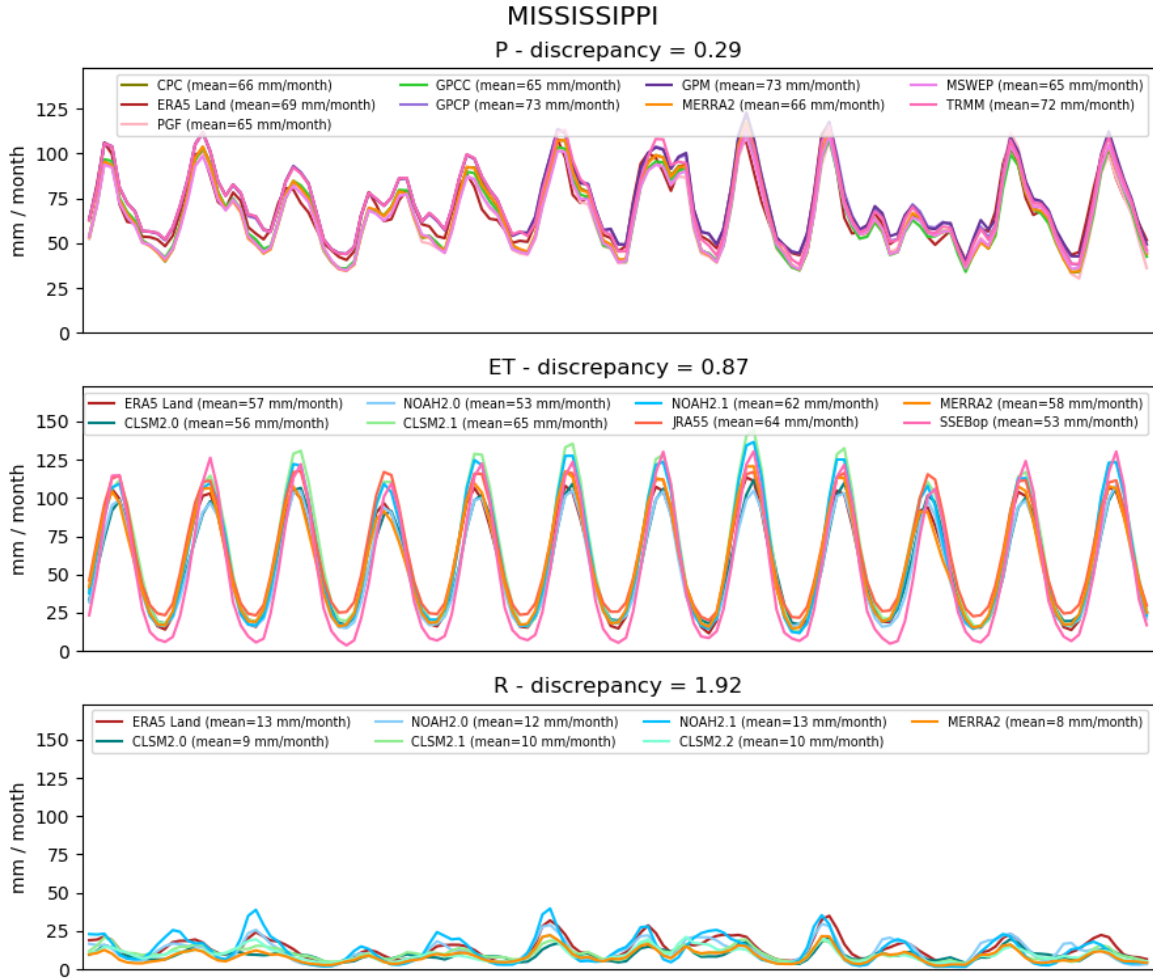 MISSISSIPPI
P - discrepancy = 0.29
CPC (mean=66 mm/month) GPCC (mean=65 mm/month) GPM (mean=73 mm/month) MSWEP (mean=65 mm/month)
ERA5 Land (mean=69 mm/month) GPCP (mean=73 mm/month) MERRA2 (mean=66 mm/month) TRMM (mean=72 mm/month)
PGF (mean=65 mm/month)
125
100
75
50
25
0
mm / month
ET - discrepancy = 0.87
ERA5 Land (mean=57 mm/month) NOAH2.0 (mean=53 mm/month) NOAH2.1 (mean=62 mm/month) MERRA2 (mean=58 mm/month)
CLSM2.0 (mean=56 mm/month) CLSM2.1 (mean=65 mm/month) JRA55 (mean=64 mm/month) SSEBop (mean=53 mm/month)
150
125
100
75
50
25
0
mm / month
R - discrepancy = 1.92
ERA5 Land (mean=13 mm/month) NOAH2.0 (mean=12 mm/month) NOAH2.1 (mean=13 mm/month) MERRA2 (mean=8 mm/month)
CLSM2.0 (mean=9 mm/month) CLSM2.1 (mean=10 mm/month) CLSM2.2 (mean=10 mm/month)
150
125
100
75
50
25
0
mm / month